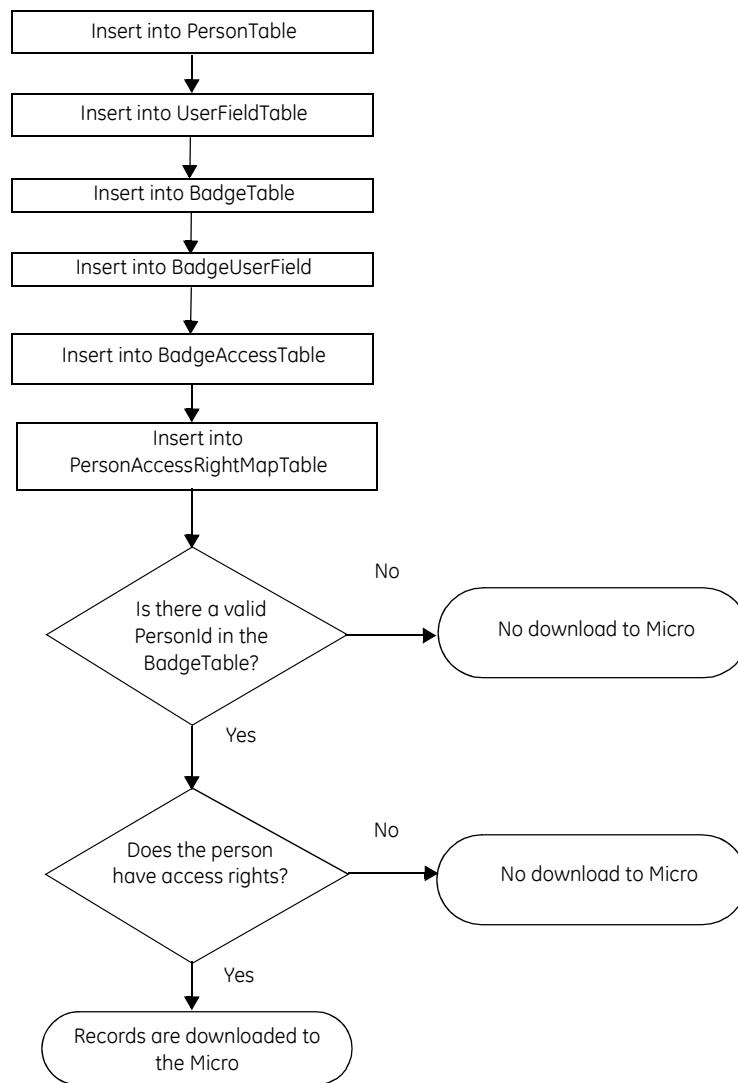 Insert into PersonTable
Insert into UserFieldTable
Insert into BadgeTable
Insert into BadgeUserField
Insert into BadgeAccessTable
Insert into
PersonAccessRightMapTable
Is there a valid
PersonId in the
BadgeTable?
No
No download to Micro
Yes
Does the person
have access rights?
No
No download to Micro
Yes
Records are downloaded to
the Micro